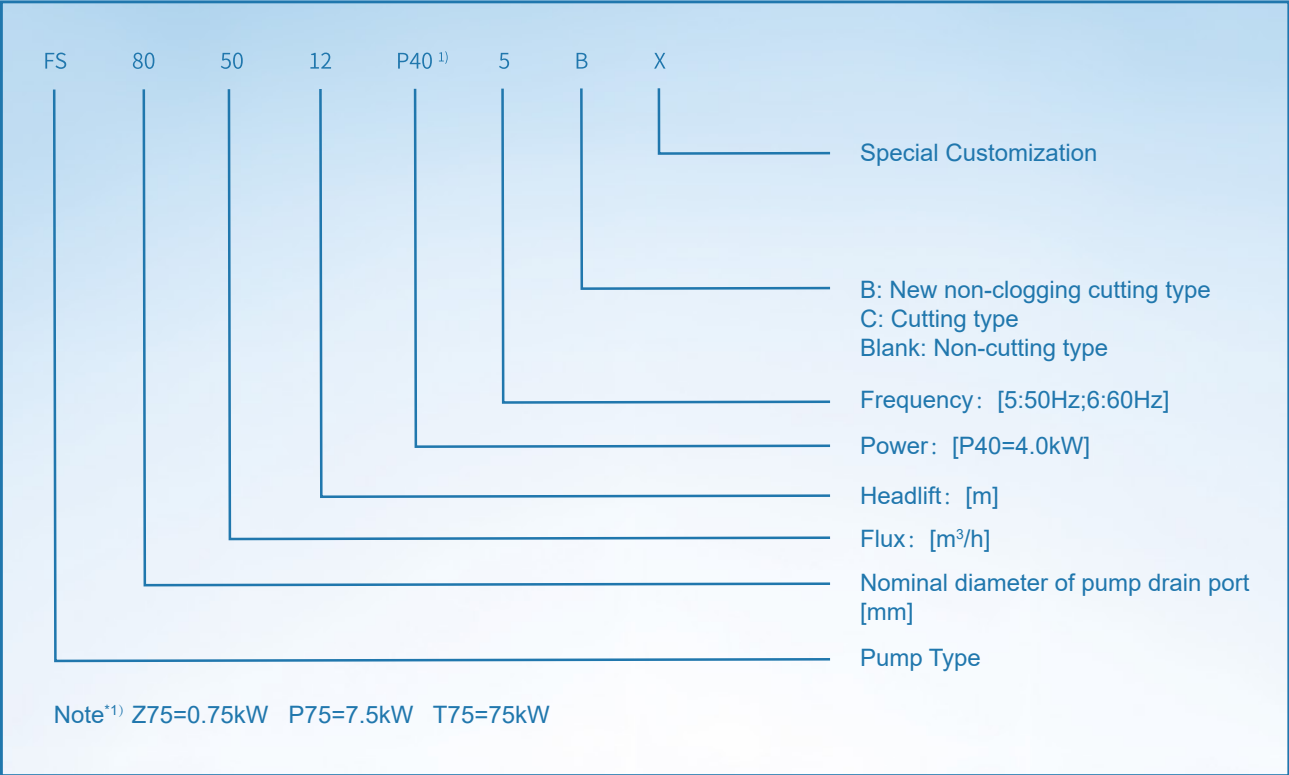 FS 80 50 12 P40 ¹⁾ 5 B X
Special Customization
B: New non-clogging cutting type
C: Cutting type
Blank: Non-cutting type
Frequency：[5:50Hz;6:60Hz]
Power：[P40=4.0kW]
Headlift：[m]
Flux：[m³/h]
Nominal diameter of pump drain port
[mm]
Pump Type
Note*¹⁾ Z75=0.75kW P75=7.5kW T75=75kW